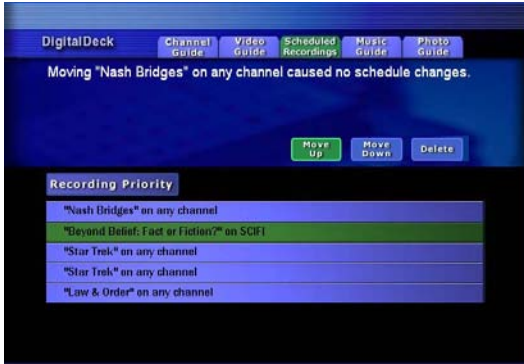 DigitalDeck
Channel Guide
Video Guide
Scheduled Recordings
Music Guide
Photo Guide
Moving "Nash Bridges" on any channel caused no schedule changes.
Move Up
Move Down
Delete
Recording Priority
"Nash Bridges" on any channel
"Beyond Belief: Fact or Fiction?" on SCIFI
"Star Trek" on any channel
"Star Trek" on any channel
"Law & Order" on any channel